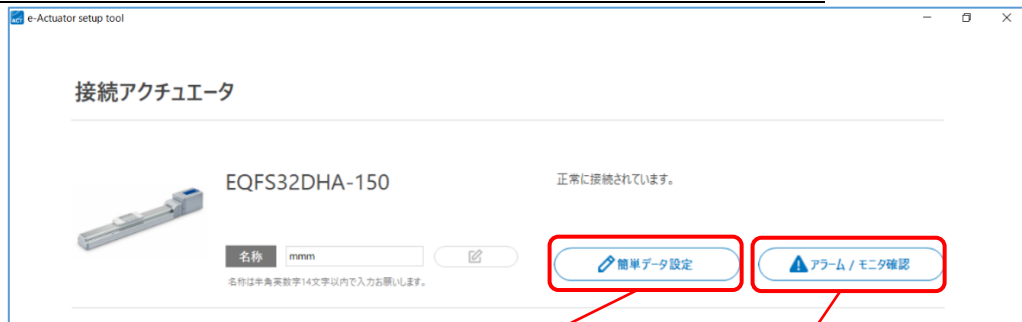 ACT e-Actuator setup tool
接続アクチュエータ
EQFS32DHA-150
正常に接続されています。
名称 mmm
簡単データ設定
アラーム / モニタ確認
名称は半角英数字14文字以内で入力お願いします。